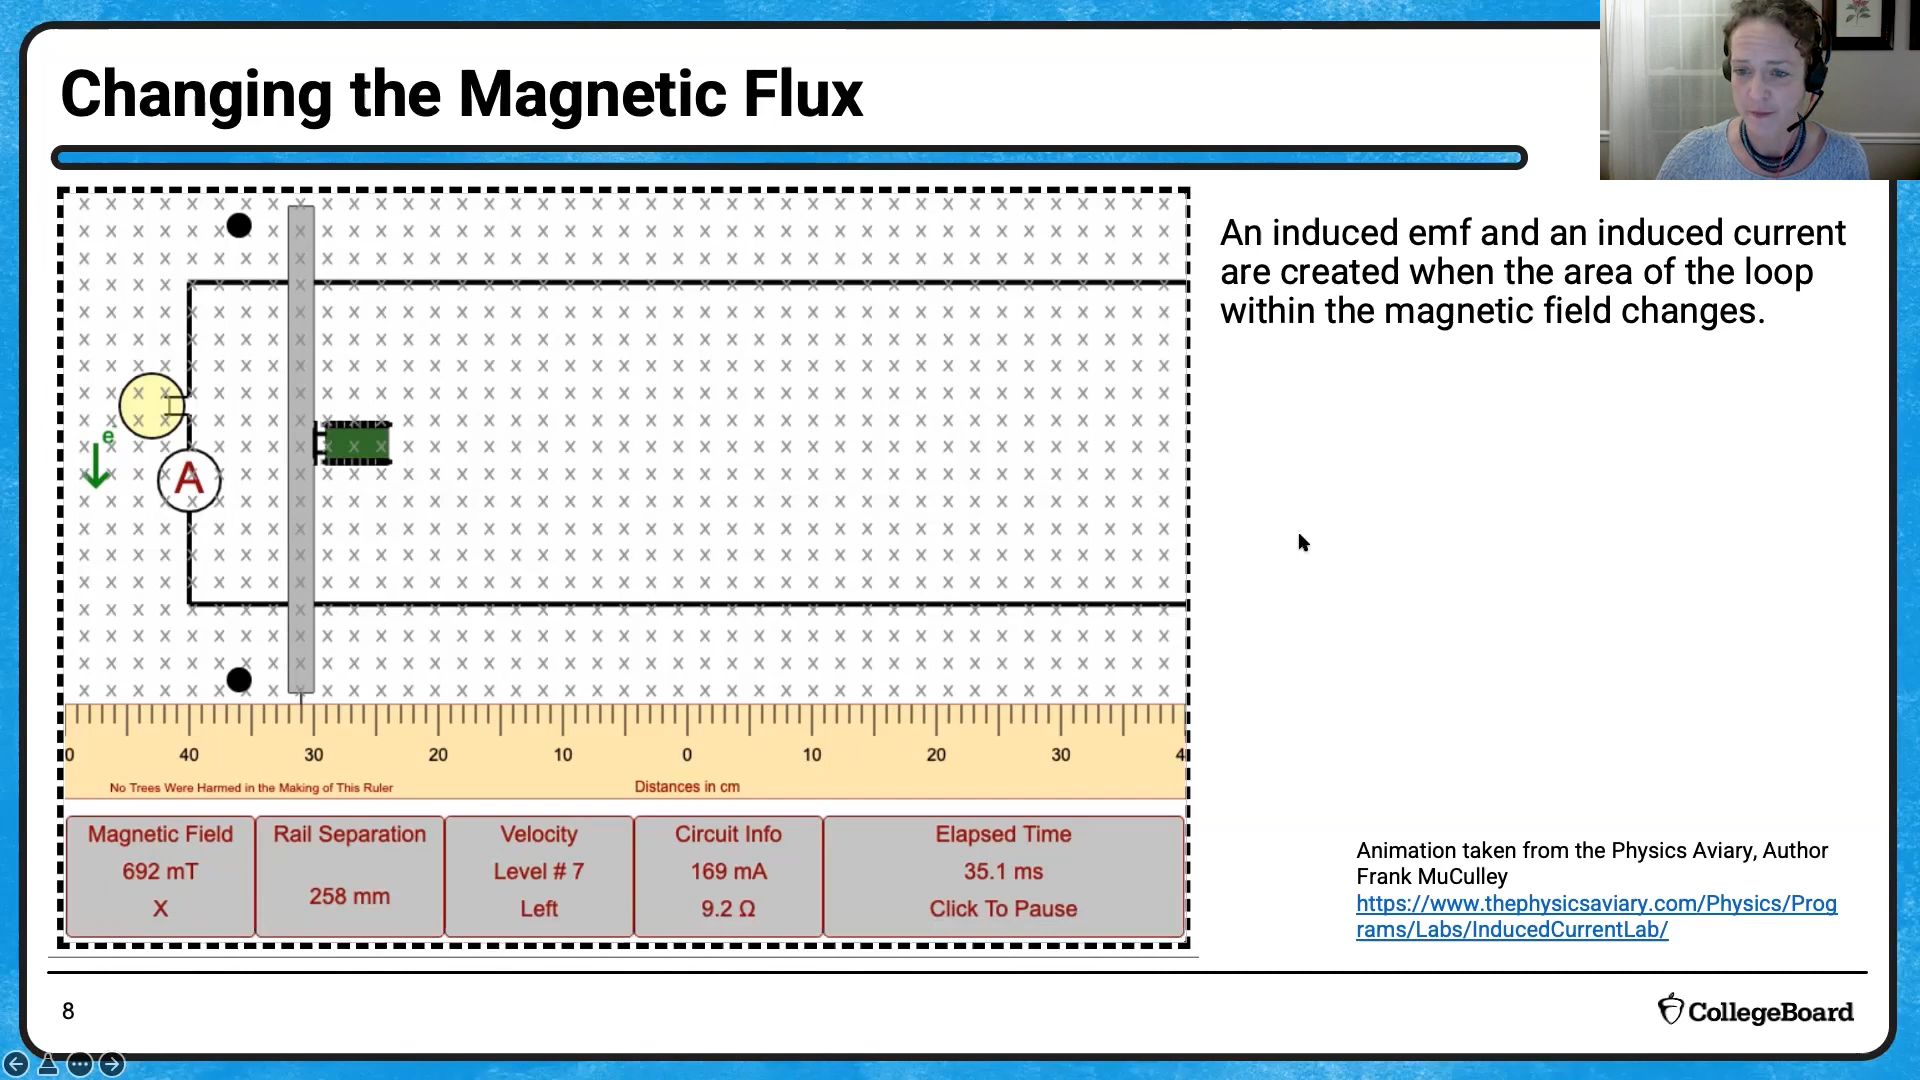 Changing the Magnetic Flux
An induced emf and an induced current
are created when the area of the loop
within the magnetic field changes.
e
A
0 40 30 20 10 0 10 20 30 4
No Trees Were Harmed in the Making of This Ruler
Distances in cm
Magnetic Field
692 mT
X
Rail Separation
258 mm
Velocity
Level # 7
Left
Circuit Info
169 mA
9.2 Ω
Elapsed Time
35.1 ms
Click To Pause
Animation taken from the Physics Aviary, Author
Frank MuCulley
https://www.thephysicsaviary.com/Physics/Prog
rams/Labs/InducedCurrentLab/
8
CollegeBoard